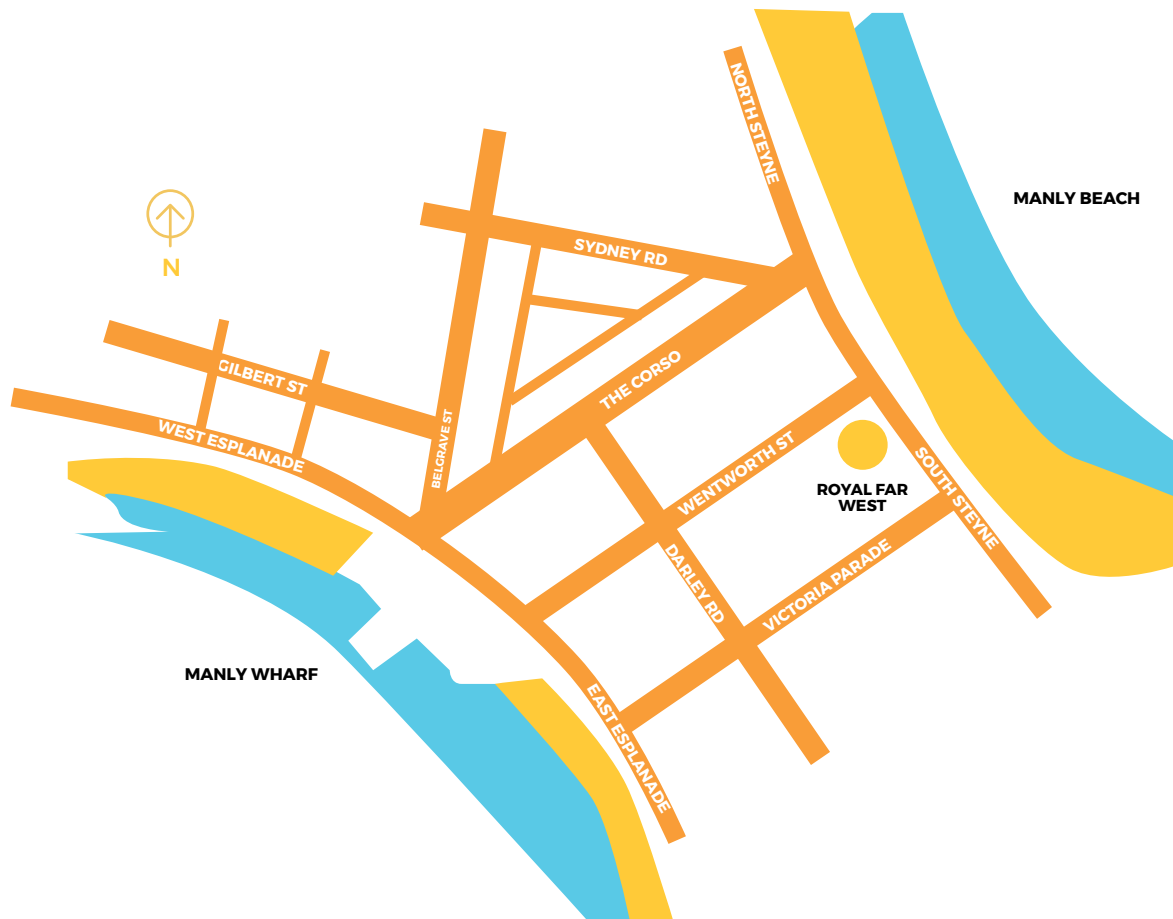 NORTH STEYNE
MANLY BEACH
SYDNEY RD
N
GILBERT ST
THE CORSO
WEST ESPLANADE
BELGRAVE ST
WENTWORTH ST
SOUTH STEYNE
ROYAL FAR
WEST
DARLEY RD
VICTORIA PARADE
MANLY WHARF
EAST ESPLANADE